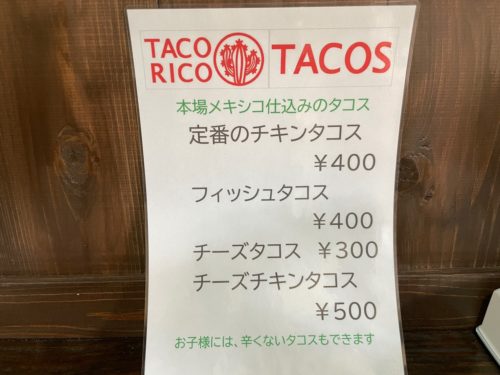 TACO RICO TACOS
本場メキシコ仕込みのタコス
定番のチキンタコス
￥400
フィッシュタコス
￥400
チーズタコス ￥300
チーズチキンタコス
￥500
お子様には、辛くないタコスもできます